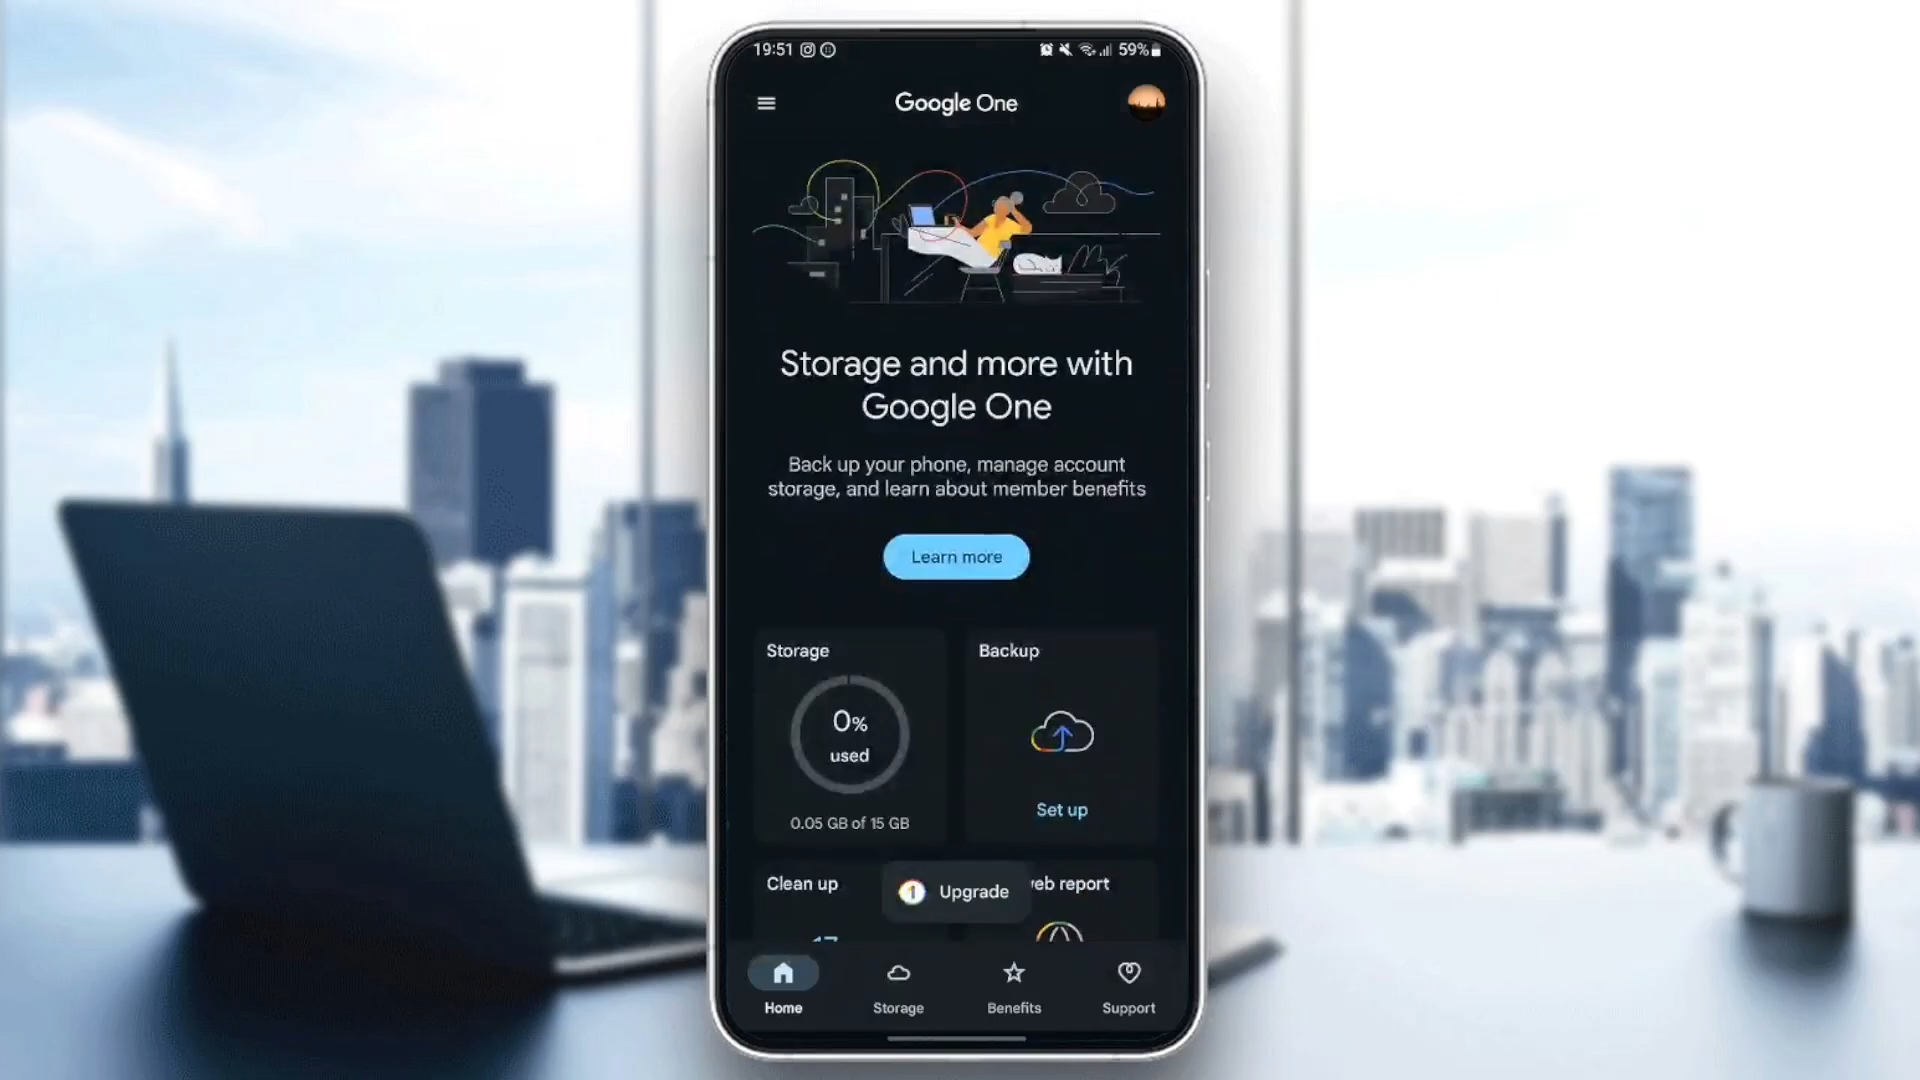 19:51
59%
Google One
Storage and more with
Google One
Back up your phone, manage account
storage, and learn about member benefits
Learn more
Storage
Backup
0%
used
0.05 GB of 15 GB
Set up
Clean up
1 Upgrade
report
Home
Storage
Benefits
Support